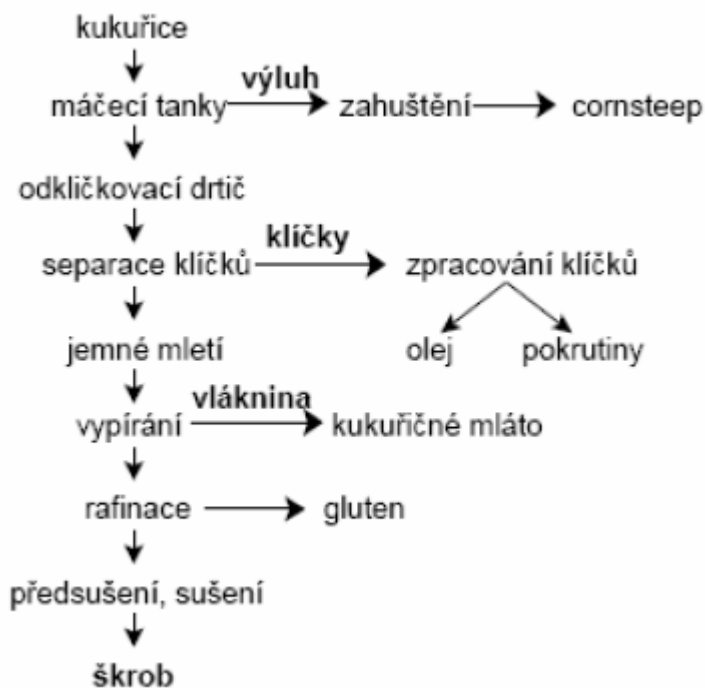 kukuřice
výluh
máčecí tanky zahuštění cornsteep
odkličkovací drtič
klíčky
separace klíčků zpracování klíčků
jemné mletí olej pokrutiny
vláknina
vypírání kukuřičné mláto
rafinace gluten
předsušení, sušení
škrob